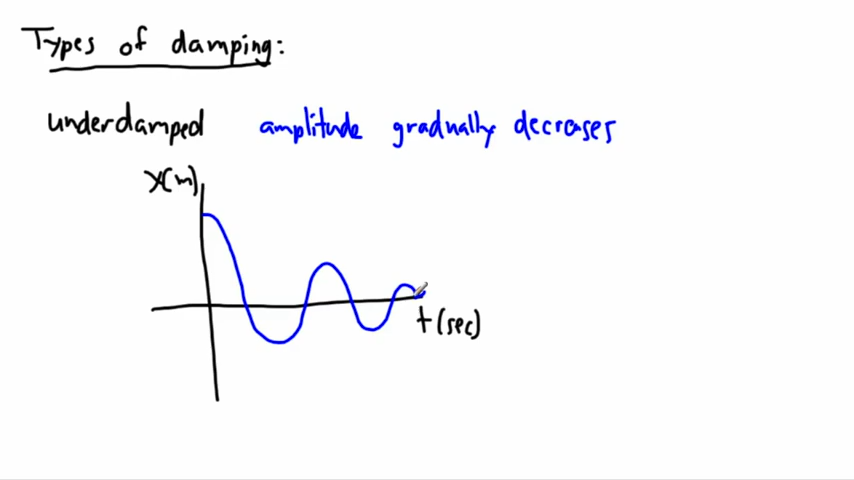 Types of damping:
underdamped amplitude gradually decreases
x(m)
t(sec)